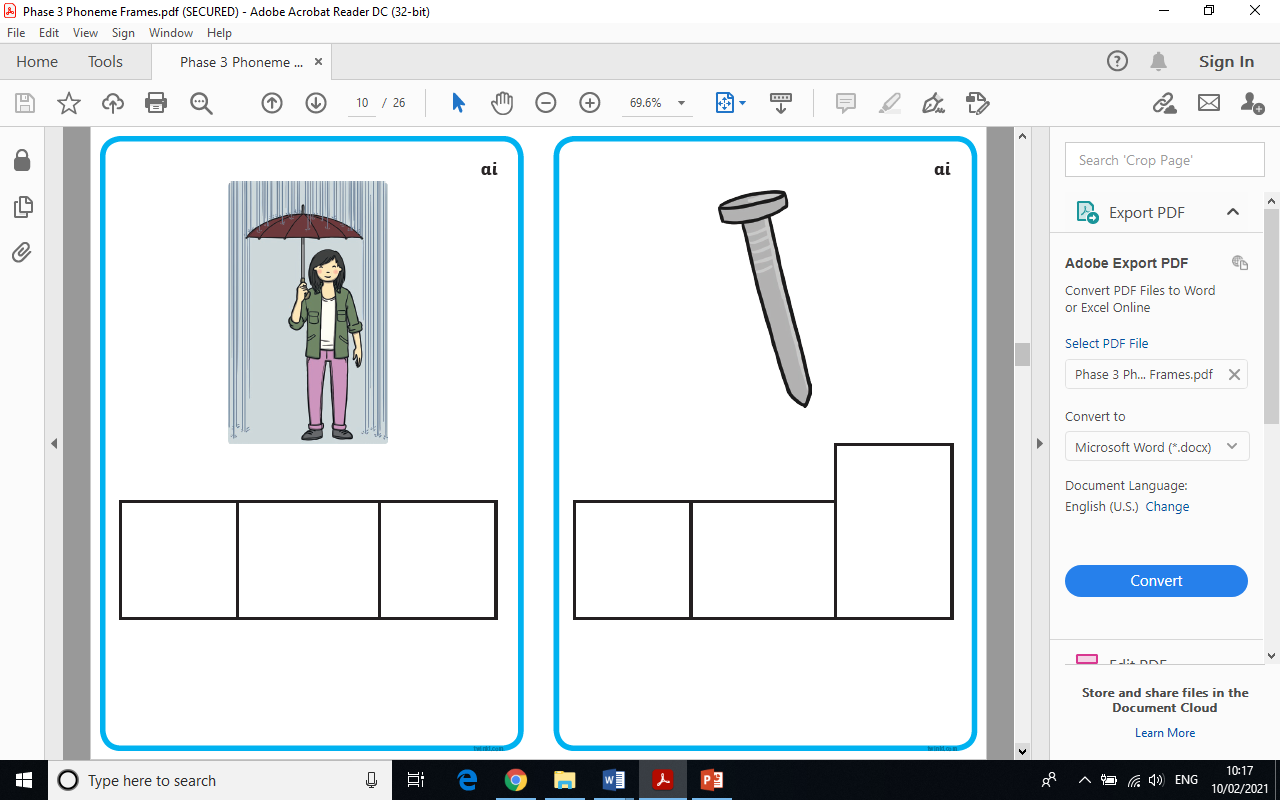 Phase 3 Phoneme Frames.pdf (SECURED) - Adobe Acrobat Reader DC (32-bit)
File Edit View Sign Window Help
Home Tools Phase 3 Phoneme ... ×
? Sign In
10 / 26 69.6%
ai ai
Search 'Crop Page'
Export PDF
Adobe Export PDF
Convert PDF Files to Word
or Excel Online
Select PDF File
Phase 3 Ph... Frames.pdf
Convert to
Microsoft Word (*.docx)
Document Language:
English (U.S.) Change
Convert
Edit PDF
Store and share files in the
Document Cloud
Learn More
Type here to search
ENG
10:17
10/02/2021